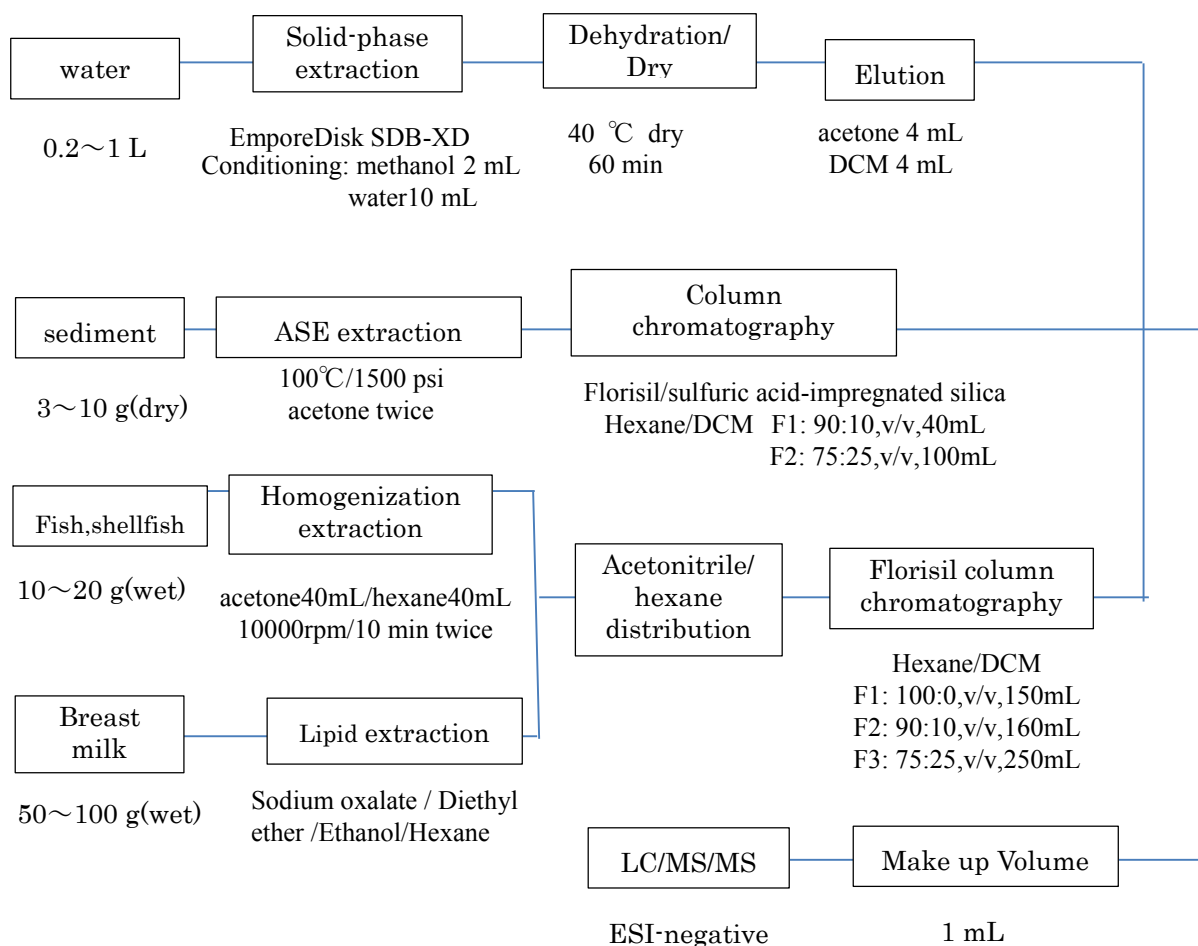 water
Solid-phase
extraction
Dehydration/
Dry
Elution
0.2～1 L
EmporeDisk SDB-XD
Conditioning: methanol 2 mL
water10 mL
40 ℃ dry
60 min
acetone 4 mL
DCM 4 mL
sediment
ASE extraction
Column
chromatography
3～10 g(dry)
100℃/1500 psi
acetone twice
Florisil/sulfuric acid-impregnated silica
Hexane/DCM F1: 90:10,v/v,40mL
F2: 75:25,v/v,100mL
Fish,shellfish
Homogenization
extraction
10～20 g(wet)
acetone40mL/hexane40mL
10000rpm/10 min twice
Acetonitrile/
hexane
distribution
Florisil column
chromatography
Hexane/DCM
F1: 100:0,v/v,150mL
F2: 90:10,v/v,160mL
F3: 75:25,v/v,250mL
Breast
milk
Lipid extraction
50～100 g(wet)
Sodium oxalate / Diethyl
ether /Ethanol/Hexane
LC/MS/MS
Make up Volume
ESI-negative
1 mL